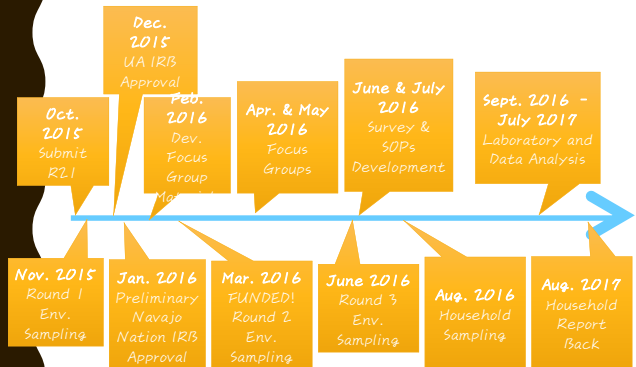 Dec.
2015
UA IRB
Approval
Oct.
2015
Submit
R21
Feb.
2016
Dev.
Focus
Group
Materials
Apr. & May
2016
Focus
Groups
June & July
2016
Survey &
SOPs
Development
Sept. 2016 -
July 2017
Laboratory and
Data Analysis
Nov. 2015
Round 1
Env.
Sampling
Jan. 2016
Preliminary
Navajo
Nation IRB
Approval
Mar. 2016
FUNDED!
Round 2
Env.
Sampling
June 2016
Round 3
Env.
Sampling
Aug. 2016
Household
Sampling
Aug. 2017
Household
Report
Back